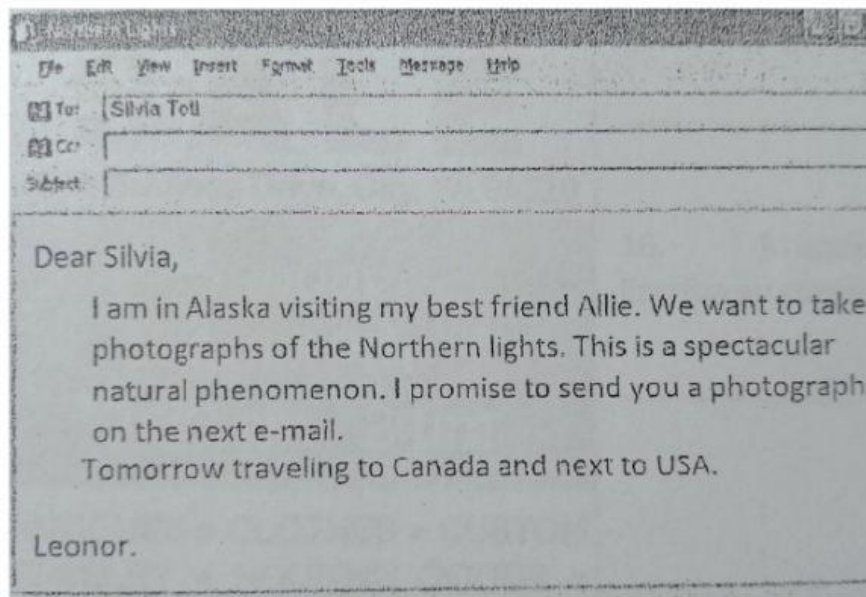 Northern Lights
File Edit View Insert Format Tools Message Help
To: Silvia Toll
Cc:
Subject:
Dear Silvia,
I am in Alaska visiting my best friend Allie. We want to take
photographs of the Northern lights. This is a spectacular
natural phenomenon. I promise to send you a photograph
on the next e-mail.
Tomorrow traveling to Canada and next to USA.
Leonor.